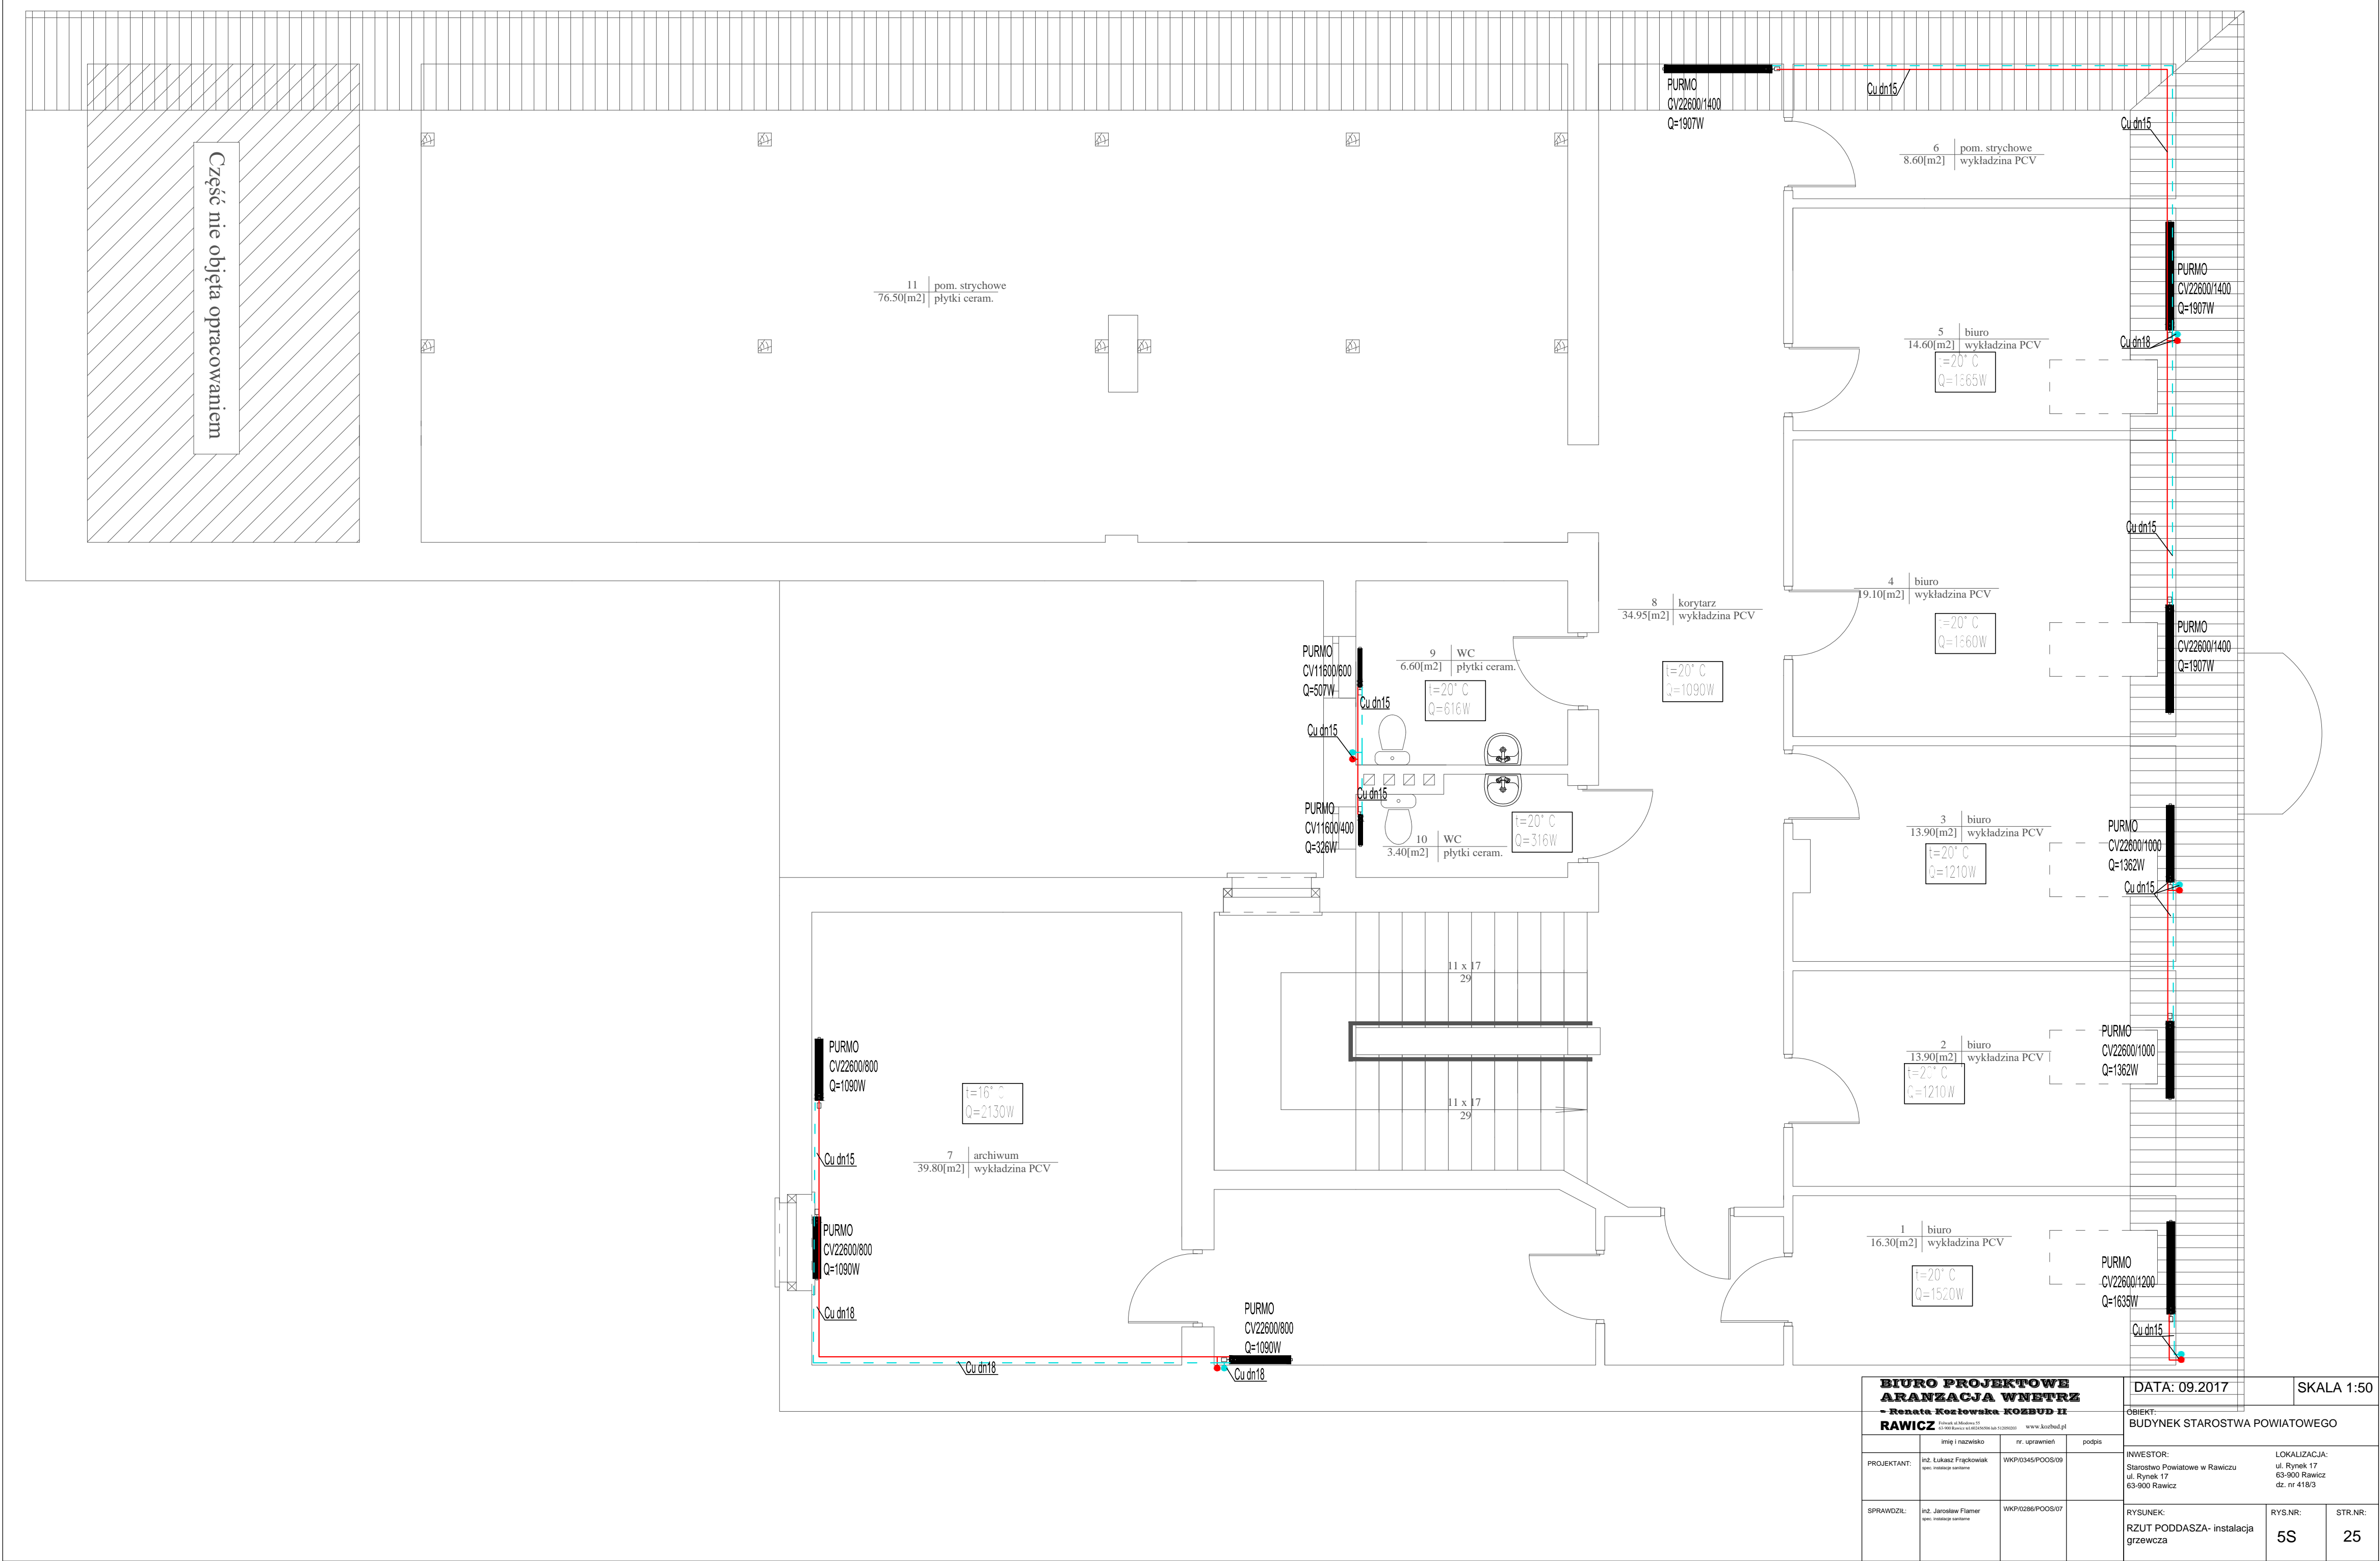 Część nie objęta opracowaniem
11 pom. strychowe
76.50[m2] płytki ceram.
PURMO
CV22600/1400
Q=1907W
Cu dn15
Cu dn15
6 pom. strychowe
8.60[m2] wykładzina PCV
PURMO
CV22600/1400
Q=1907W
Cu dn18
5 biuro
14.60[m2] wykładzina PCV
t=20° C
Cu dn15
4 biuro
19.10[m2] wykładzina PCV
t=20° C
PURMO
CV22600/1400
Q=1907W
8 korytarz
34.95[m2] wykładzina PCV
t=20° C
Q=1090W
PURMO
CV11600/600
Q=507W
9 WC
6.60[m2] płytki ceram.
t=20° C
Q=616W
Cu dn15
Cu dn15
Cu dn15
PURMO
CV11600/400
Q=326W
10 WC
3.40[m2] płytki ceram.
t=20° C
Q=316W
3 biuro
13.90[m2] wykładzina PCV
t=20° C
Q=1210W
PURMO
CV22600/1000
Q=1362W
Cu dn15
11 x 17
29
11 x 17
29
2 biuro
13.90[m2] wykładzina PCV
Q=1210W
PURMO
CV22600/1000
Q=1362W
PURMO
CV22600/800
Q=1090W
t=16° C
Q=2130W
Cu dn15
7 archiwum
39.80[m2] wykładzina PCV
PURMO
CV22600/800
Q=1090W
Cu dn18
Cu dn18
PURMO
CV22600/800
Q=1090W
Cu dn18
1 biuro
16.30[m2] wykładzina PCV
t=20° C
Q=1520W
PURMO
CV22600/1200
Q=1635W
Cu dn15
BIURO PROJEKTOWE
ARANZACJA WNETRZ
- Renata Kozłowska KOZBUD II
RAWICZ www.kozbud.pl
imię i nazwisko nr. uprawnień podpis
PROJEKTANT: inż. Łukasz Frąckowiak WKP/0345/POOS/09
spec. instalacje sanitarne
SPRAWDZIŁ: inż. Jarosław Flamer WKP/0286/POOS/07
spec. instalacje sanitarne
DATA: 09.2017 SKALA 1:50
OBIEKT:
BUDYNEK STAROSTWA POWIATOWEGO
INWESTOR:
Starostwo Powiatowe w Rawiczu
ul. Rynek 17
63-900 Rawicz
LOKALIZACJA:
ul. Rynek 17
63-900 Rawicz
dz. nr 418/3
RYSUNEK:
RZUT PODDASZA- instalacja
grzewcza
RYS.NR:
5S
STR.NR:
25